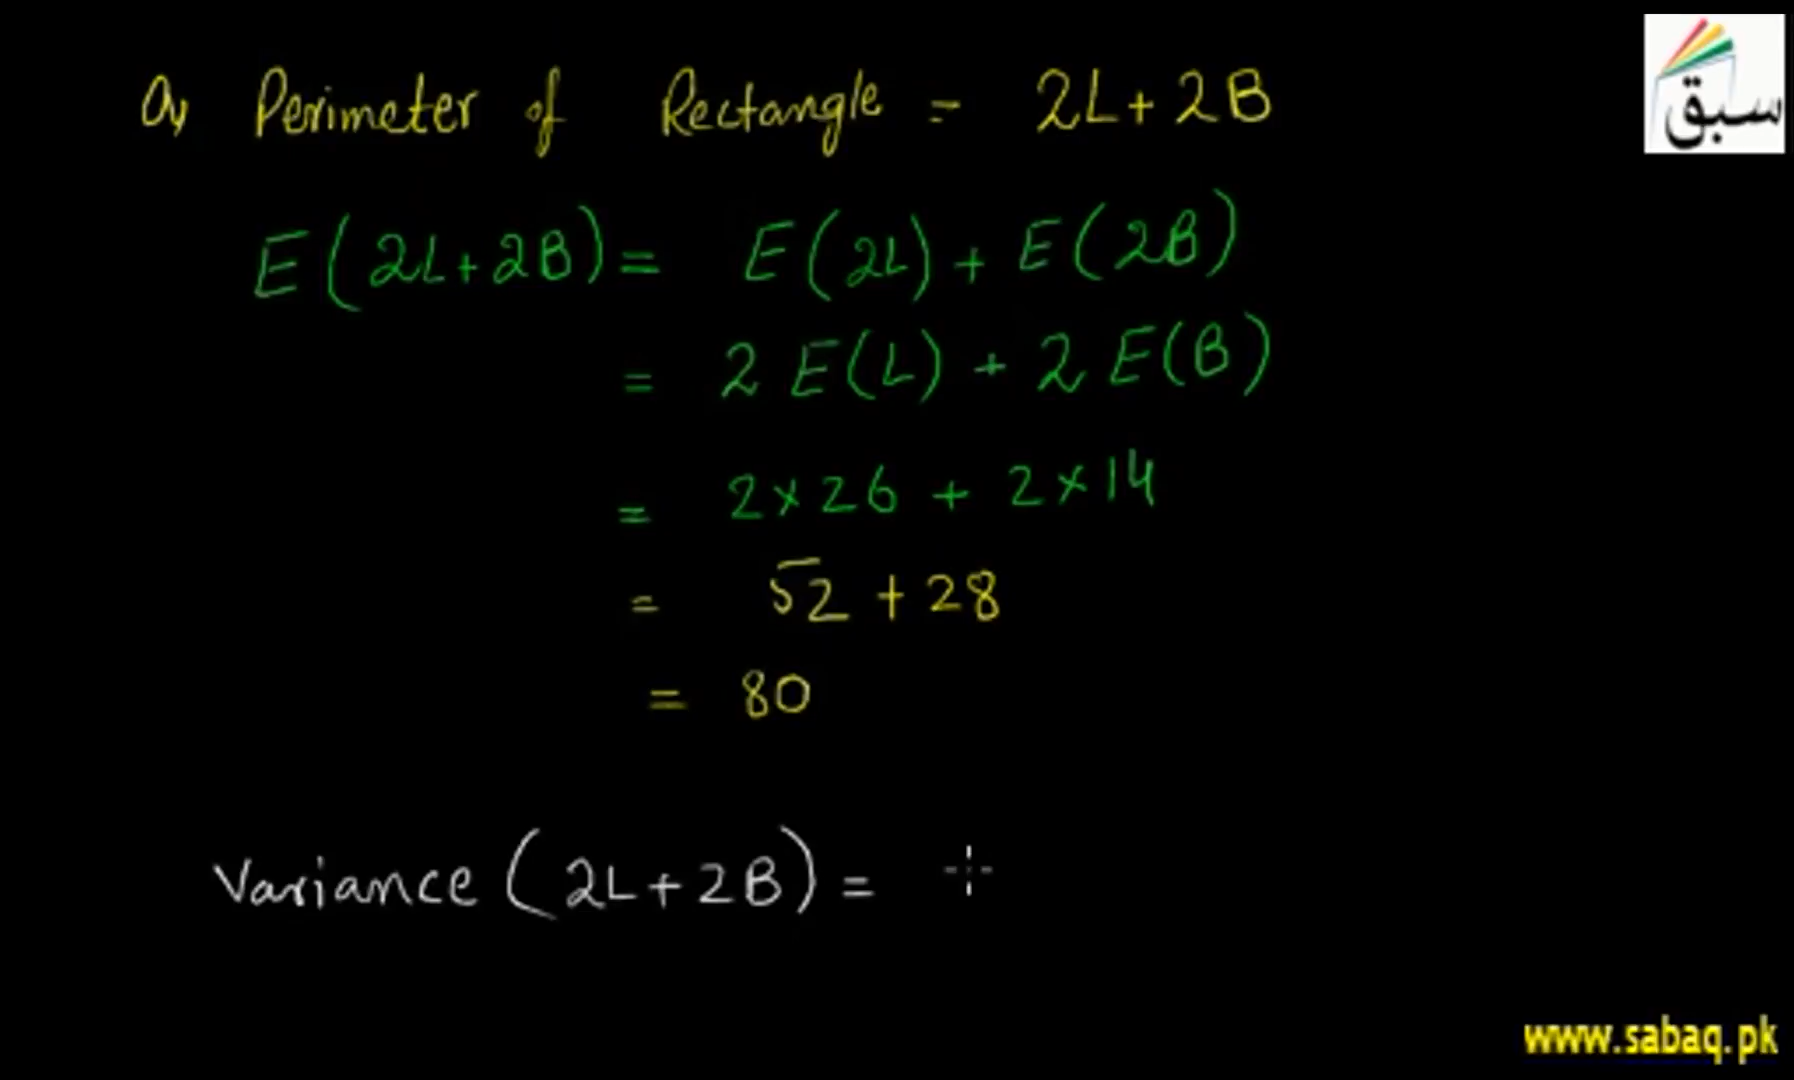 a) Perimeter of Rectangle = 2L + 2B
سبق
E(2L+2B) = E(2L) + E(2B)
= 2 E(L) + 2 E(B)
= 2 × 26 + 2 × 14
= 52 + 28
= 80
Variance (2L+2B) =
www.sabaq.pk